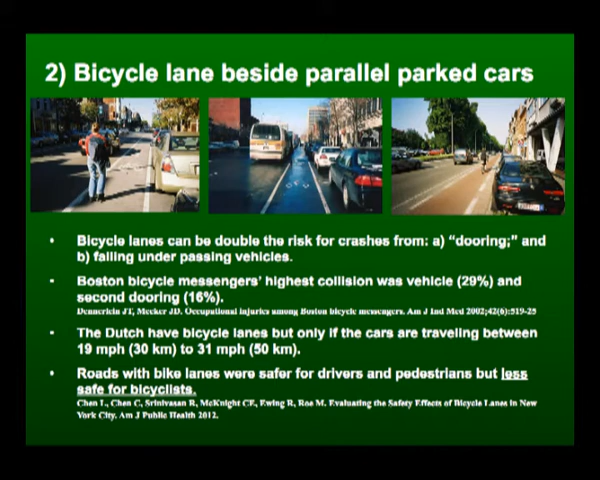 2) Bicycle lane beside parallel parked cars
• Bicycle lanes can be double the risk for crashes from: a) "dooring;" and
b) falling under passing vehicles.
• Boston bicycle messengers' highest collision was vehicle (29%) and
second dooring (16%).
Dennerlein JT, Meeker JD. Occupational injuries among Boston bicycle messengers. Am J Ind Med 2002;42(6):519-25
• The Dutch have bicycle lanes but only if the cars are traveling between
19 mph (30 km) to 31 mph (50 km).
• Roads with bike lanes were safer for drivers and pedestrians but less
safe for bicyclists.
Chen L, Chen C, Srinivasan R, McKnight CE, Ewing R, Roe M. Evaluating the Safety Effects of Bicycle Lanes in New
York City. Am J Public Health 2012.